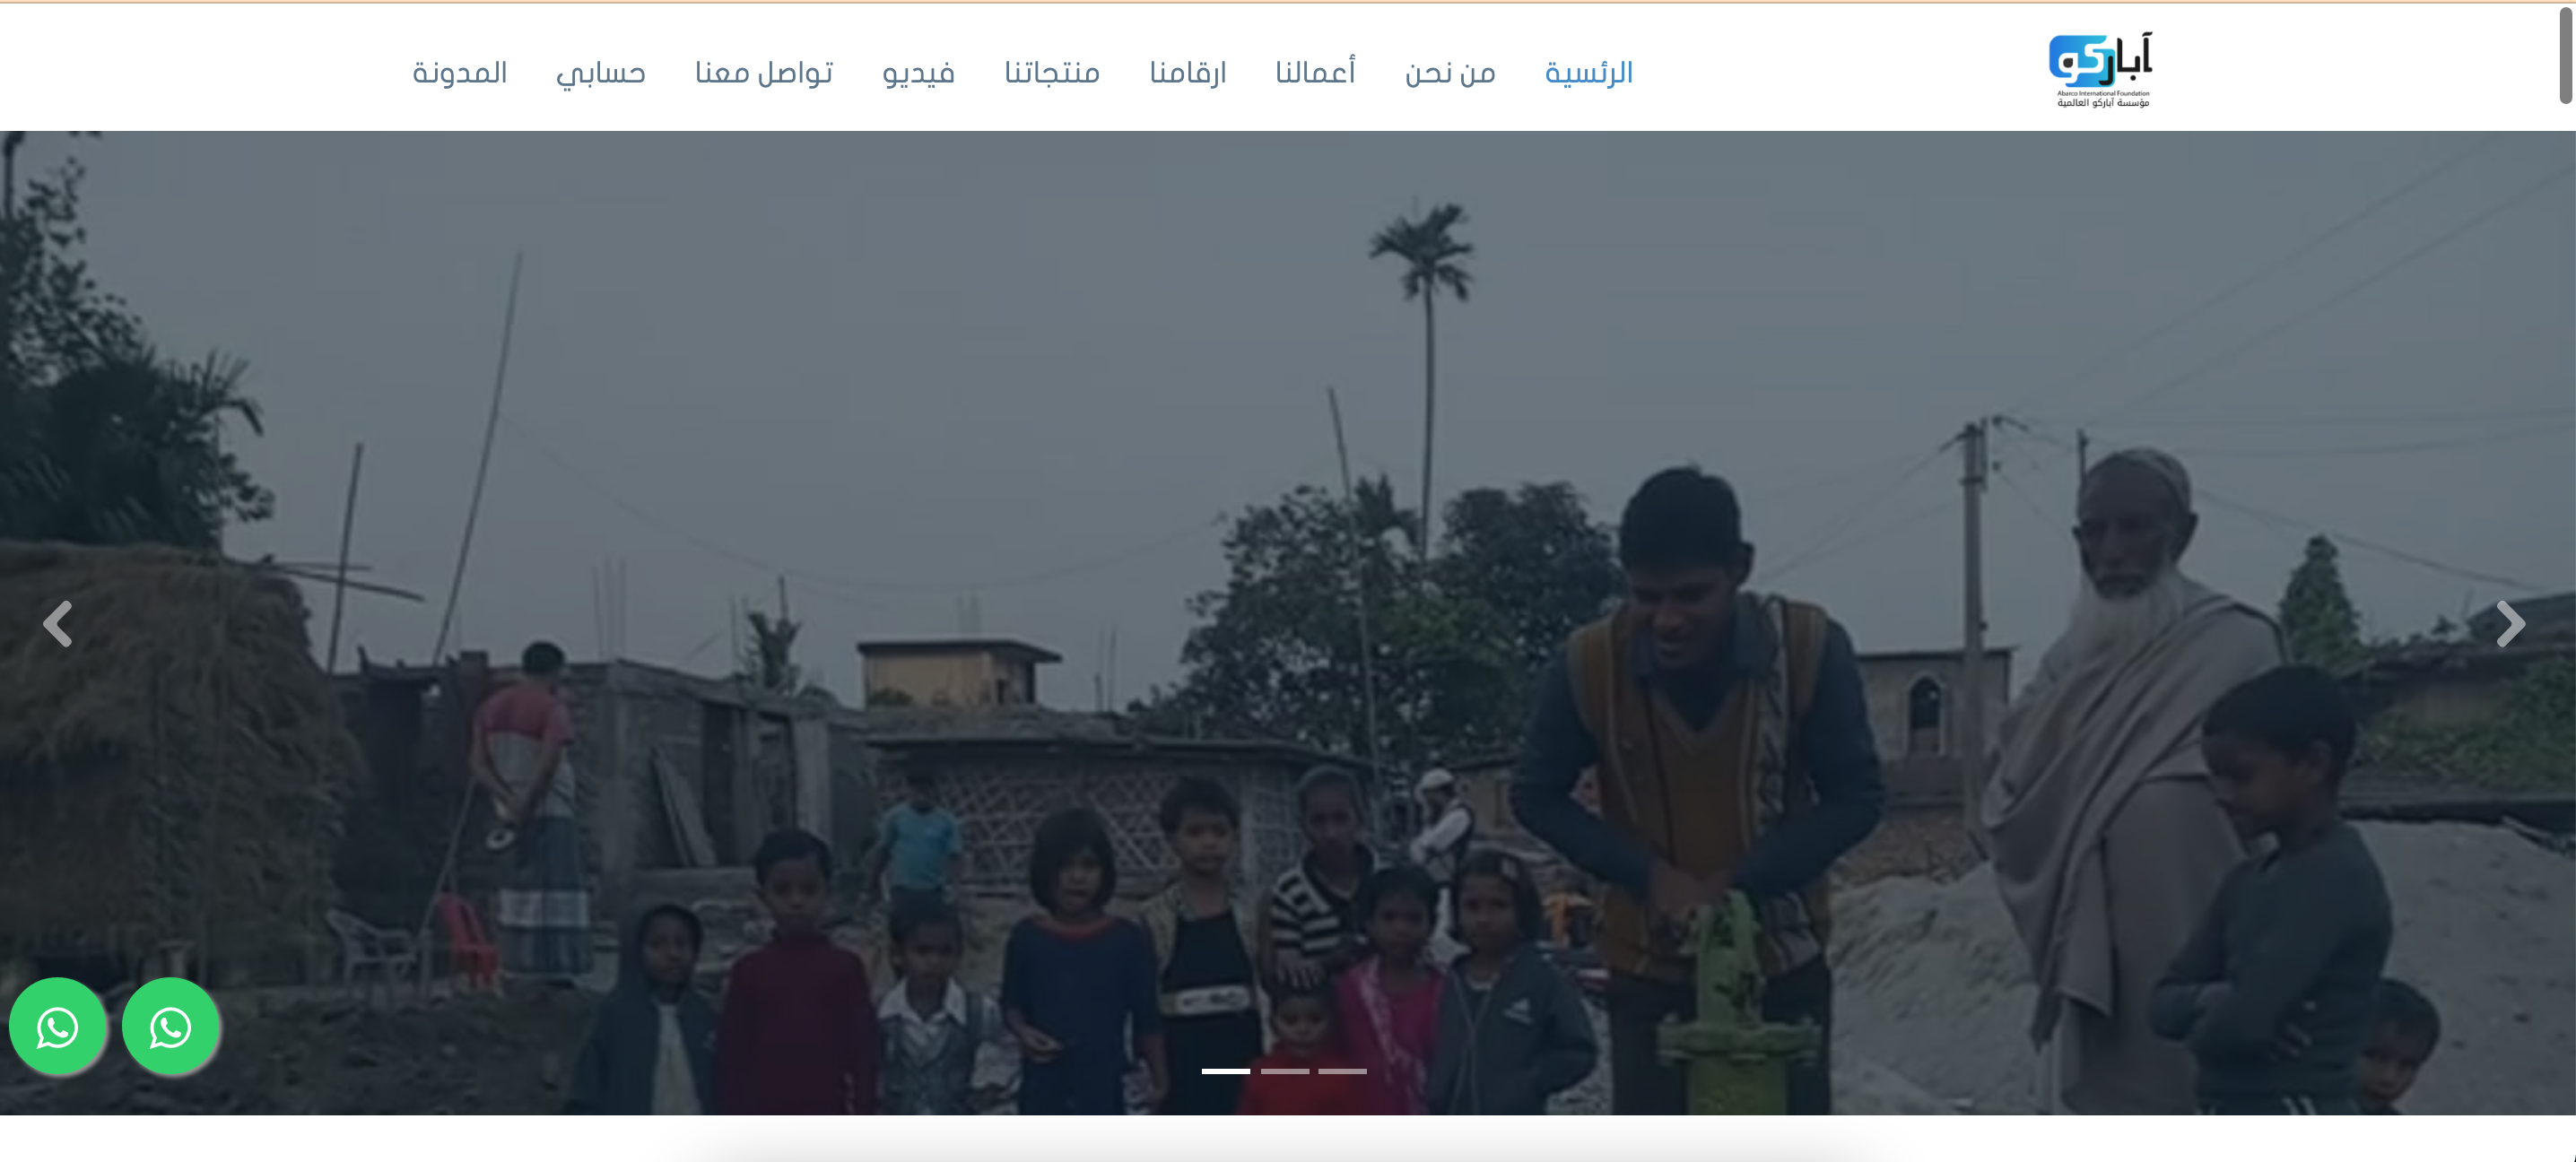 آباركو
Abarco International Foundation
مؤسسة آباركو العالمية
الرئسية
من نحن
أعمالنا
ارقامنا
منتجاتنا
فيديو
تواصل معنا
حسابي
المدونة